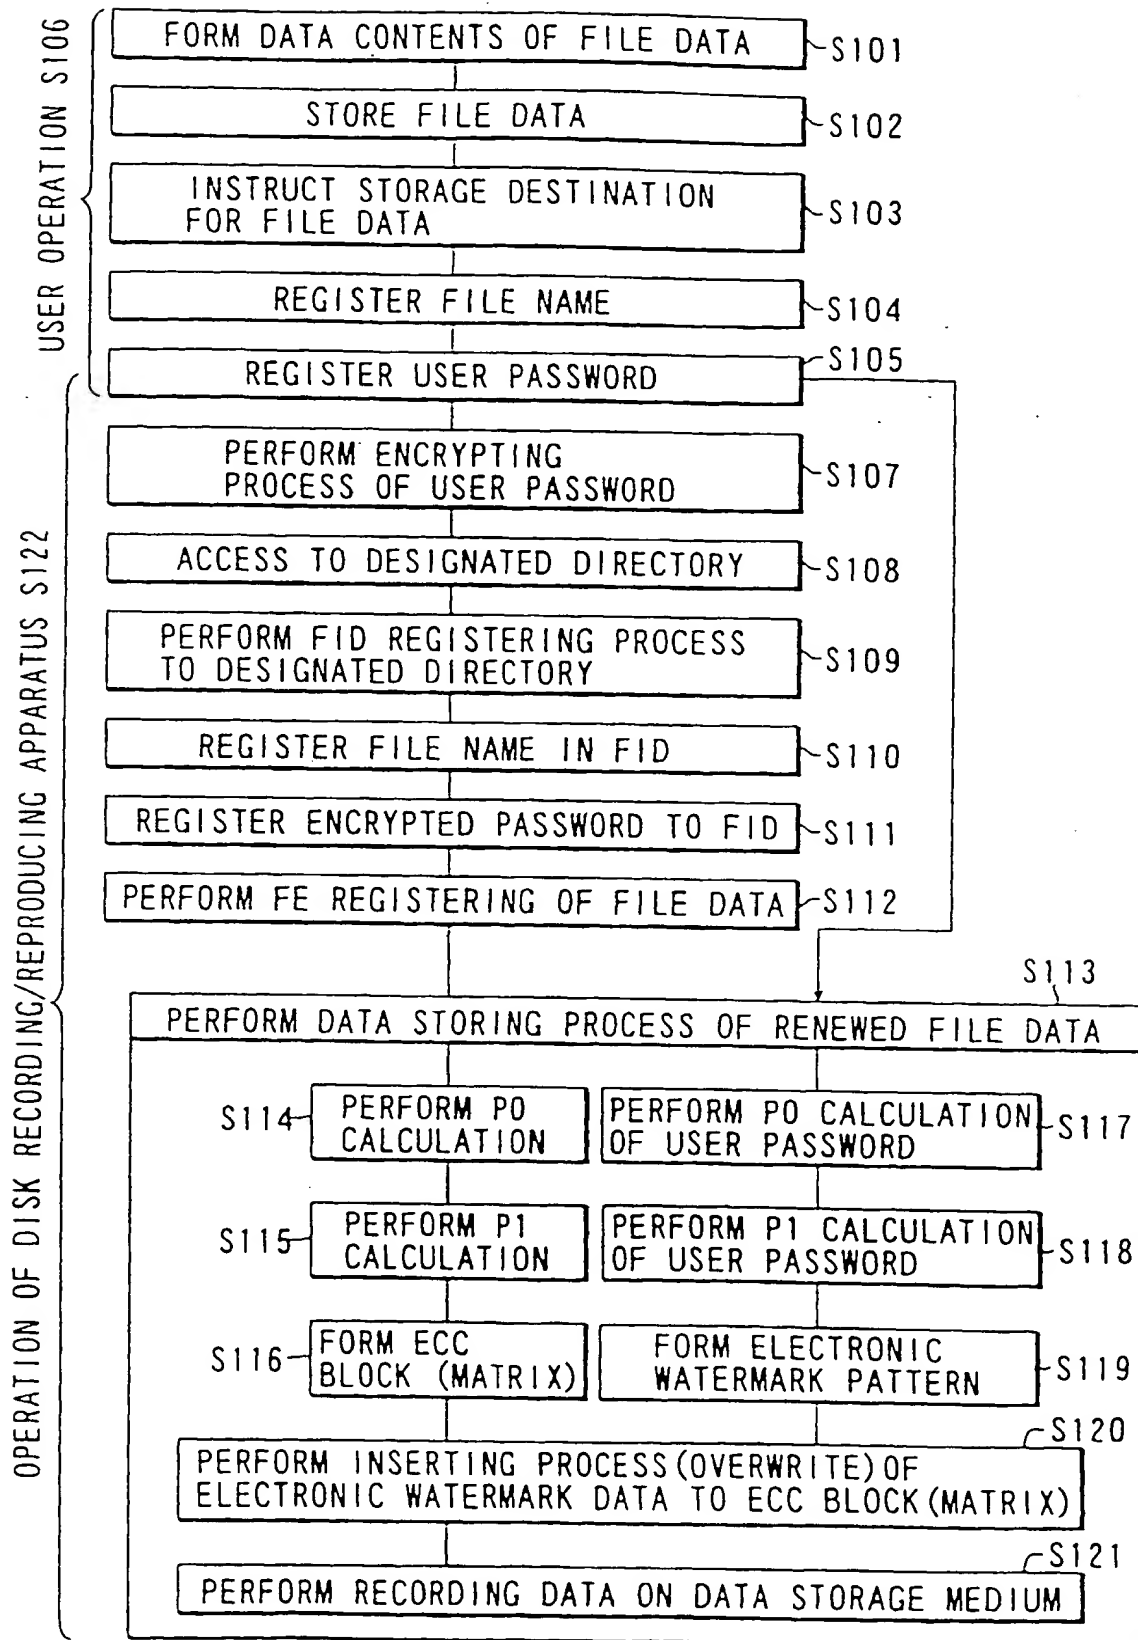 USER OPERATION S106
FORM DATA CONTENTS OF FILE DATA
S101
STORE FILE DATA
S102
INSTRUCT STORAGE DESTINATION
FOR FILE DATA
S103
REGISTER FILE NAME
S104
REGISTER USER PASSWORD
S105
OPERATION OF DISK RECORDING/REPRODUCING APPARATUS S122
PERFORM ENCRYPTING
PROCESS OF USER PASSWORD
S107
ACCESS TO DESIGNATED DIRECTORY
S108
PERFORM FID REGISTERING PROCESS
TO DESIGNATED DIRECTORY
S109
REGISTER FILE NAME IN FID
S110
REGISTER ENCRYPTED PASSWORD TO FID
S111
PERFORM FE REGISTERING OF FILE DATA
S112
S113
PERFORM DATA STORING PROCESS OF RENEWED FILE DATA
S114
PERFORM PO
CALCULATION
PERFORM PO CALCULATION
OF USER PASSWORD
S117
S115
PERFORM P1
CALCULATION
PERFORM P1 CALCULATION
OF USER PASSWORD
S118
S116
FORM ECC
BLOCK (MATRIX)
FORM ELECTRONIC
WATERMARK PATTERN
S119
S120
PERFORM INSERTING PROCESS(OVERWRITE)OF
ELECTRONIC WATERMARK DATA TO ECC BLOCK(MATRIX)
S121
PERFORM RECORDING DATA ON DATA STORAGE MEDIUM